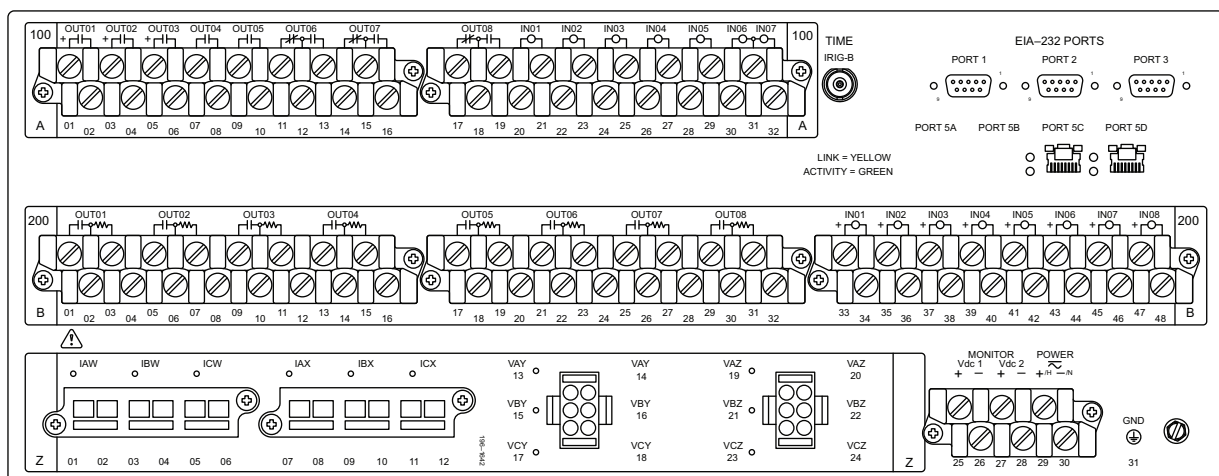 100 OUT01 OUT02 OUT03 OUT04 OUT05 OUT06 OUT07 OUT08 IN01 IN02 IN03 IN04 IN05 IN06 IN07 100
+ + +
A 01 02 03 04 05 06 07 08 09 10 11 12 13 14 15 16 17 18 19 20 21 22 23 24 25 26 27 28 29 30 31 32 A
TIME
IRIG-B
EIA–232 PORTS
PORT 1 PORT 2 PORT 3
1 1 1
9 9 9
PORT 5A PORT 5B PORT 5C PORT 5D
LINK = YELLOW
ACTIVITY = GREEN
200 OUT01 OUT02 OUT03 OUT04 OUT05 OUT06 OUT07 OUT08 IN01 IN02 IN03 IN04 IN05 IN06 IN07 IN08 200
+ + + + + + + +
B 01 02 03 04 05 06 07 08 09 10 11 12 13 14 15 16 17 18 19 20 21 22 23 24 25 26 27 28 29 30 31 32 33 34 35 36 37 38 39 40 41 42 43 44 45 46 47 48 B
IAW IBW ICW IAX IBX ICX
Z 01 02 03 04 05 06 07 08 09 10 11 12
196–1642
VAY
13
VAY
14
VBY
15
VBY
16
VCY
17
VCY
18
VAZ
19
VAZ
20
VBZ
21
VBZ
22
VCZ
23
VCZ
24
Z
MONITOR POWER
Vdc 1 Vdc 2
+ – + – +/H –/N
25 26 27 28 29 30
GND
31